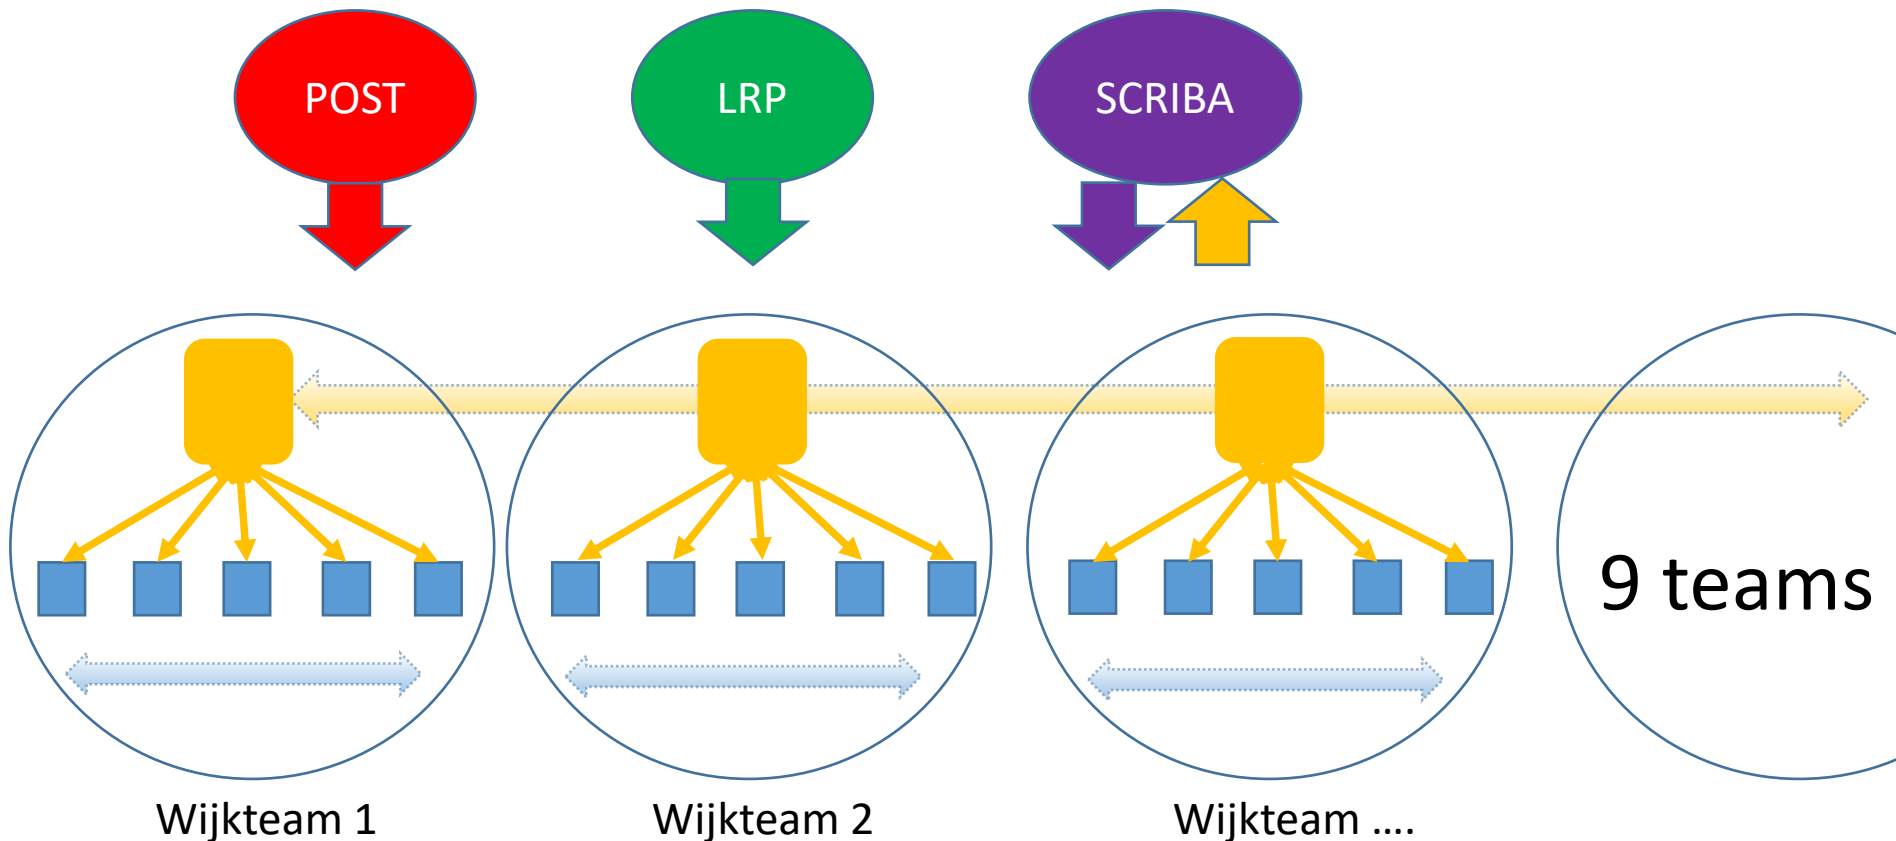 POST
LRP
SCRIBA
9 teams
Wijkteam 1
Wijkteam 2
Wijkteam ....